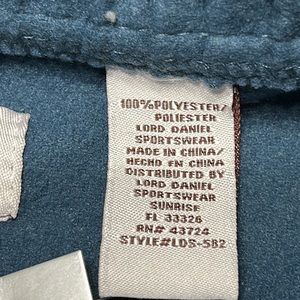 100%POLYESTER/
POLIESTER
LORD DANIEL
SPORTSWEAR
MADE IN CHINA/
HECHO EN CHINA
DISTRIBUTED BY
LORD DANIEL
SPORTSWEAR
SUNRISE
FL 33326
RN# 43724
STYLE#LDS-582